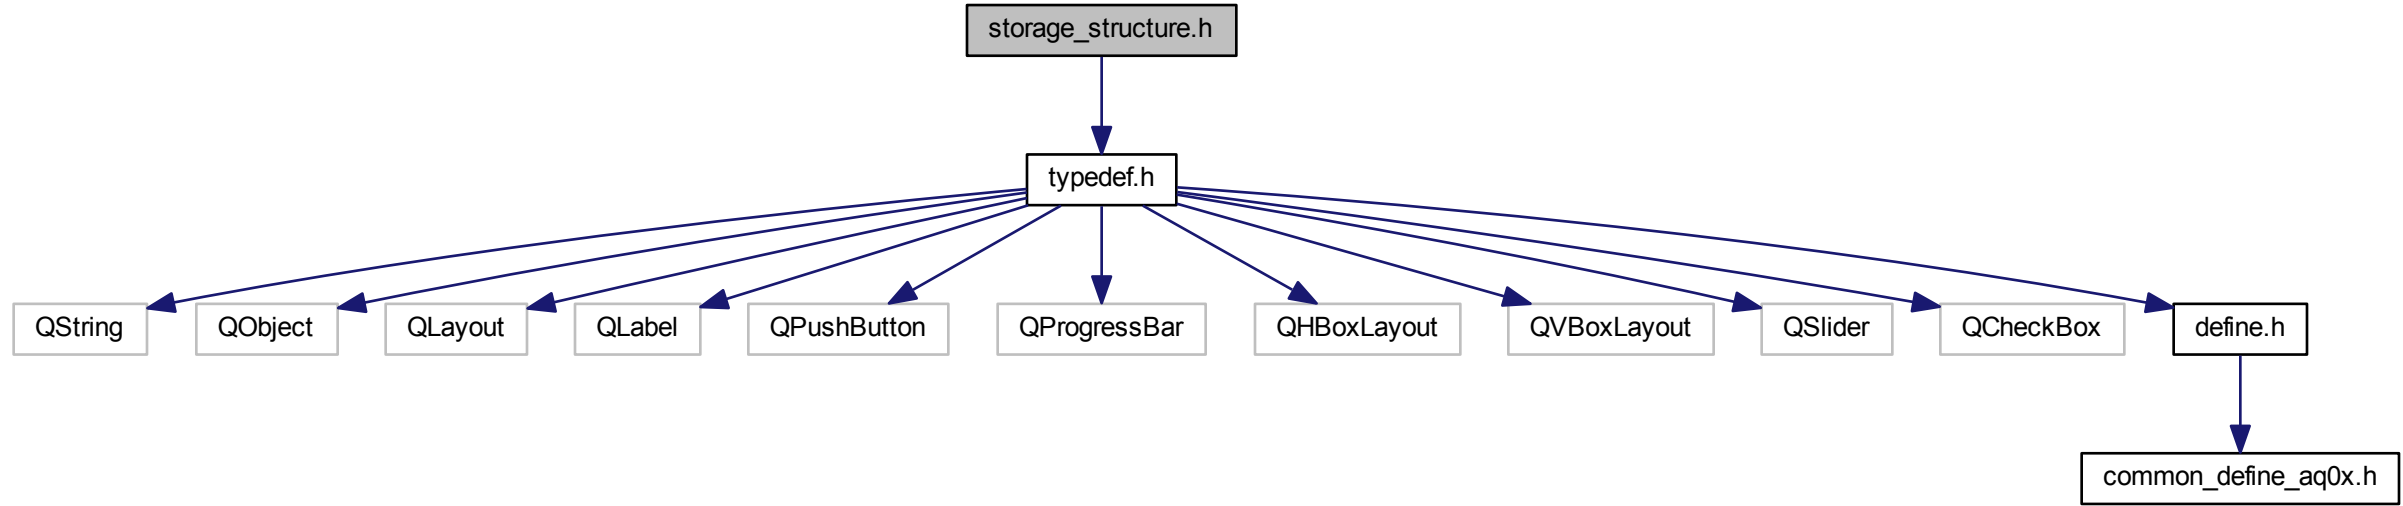 storage_structure.h
typedef.h
QString
QObject
QLayout
QLabel
QPushButton
QProgressBar
QHBoxLayout
QVBoxLayout
QSlider
QCheckBox
define.h
common_define_aq0x.h